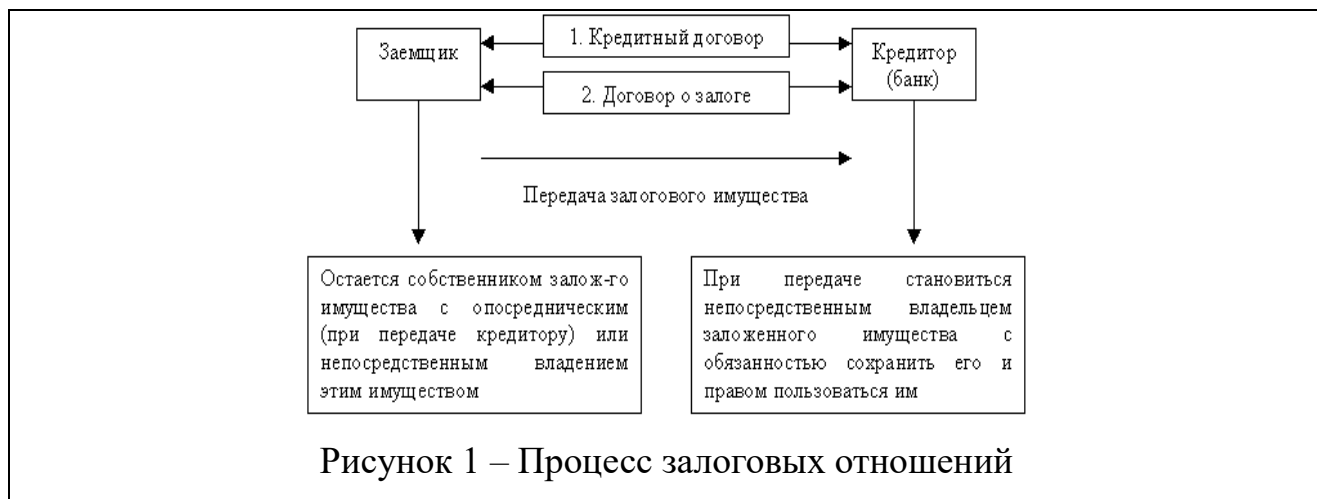 Заемщик
1. Кредитный договор
Кредитор
(банк)
2. Договор о залоге
Передача залогового имущества
Остается собственником залож-го
имущества с опосредническим
(при передаче кредитору) или
непосредственным владением
этим имуществом
При передаче становиться
непосредственным владельцем
заложенного имущества с
обязанностью сохранить его и
правом пользоваться им
Рисунок 1 – Процесс залоговых отношений